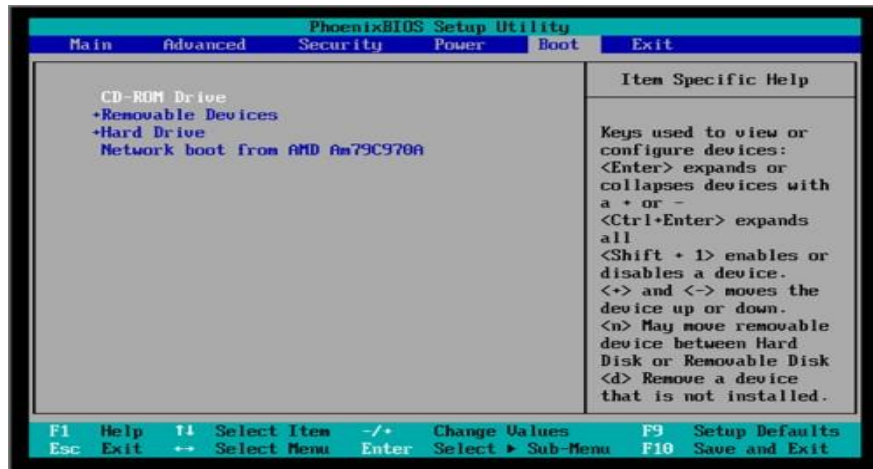 PhoenixBIOS Setup Utility
Main Advanced Security Power Boot Exit
CD-ROM Drive
+Removable Devices
+Hard Drive
Network boot from AMD Am79C970A
Item Specific Help
Keys used to view or
configure devices:
<Enter> expands or
collapses devices with
a + or -
<Ctrl+Enter> expands
all
<Shift + 1> enables or
disables a device.
<+> and <-> moves the
device up or down.
<n> May move removable
device between Hard
Disk or Removable Disk
<d> Remove a device
that is not installed.
F1 Help ↑↓ Select Item -/+ Change Values F9 Setup Defaults
Esc Exit ↔ Select Menu Enter Select ▶ Sub-Menu F10 Save and Exit